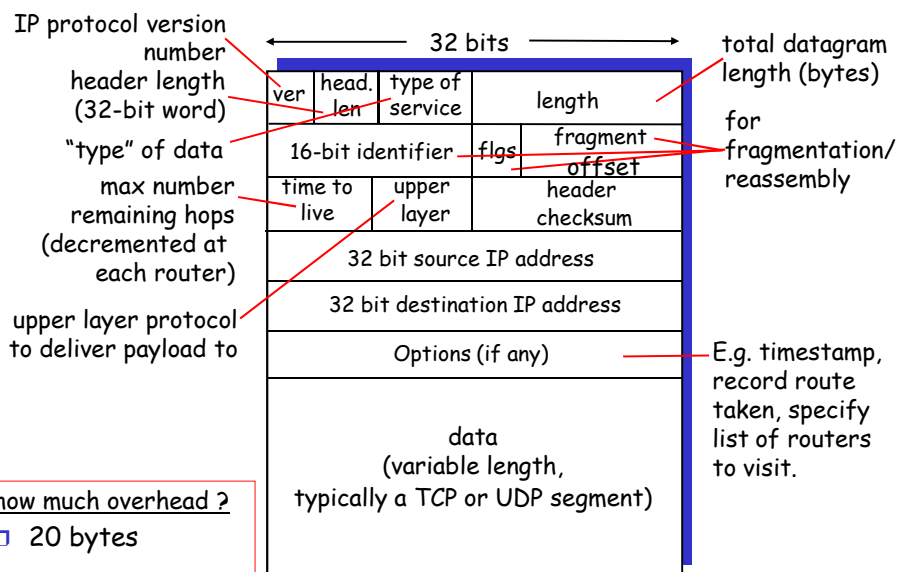 IP protocol version
number
header length
(32-bit word)
"type" of data
max number
remaining hops
(decremented at
each router)
upper layer protocol
to deliver payload to
how much overhead ?
20 bytes
32 bits
ver
head.
len
type of
service
length
16-bit identifier
flgs
fragment
offset
time to
live
upper
layer
header
checksum
32 bit source IP address
32 bit destination IP address
Options (if any)
data
(variable length,
typically a TCP or UDP segment)
total datagram
length (bytes)
for
fragmentation/
reassembly
E.g. timestamp,
record route
taken, specify
list of routers
to visit.